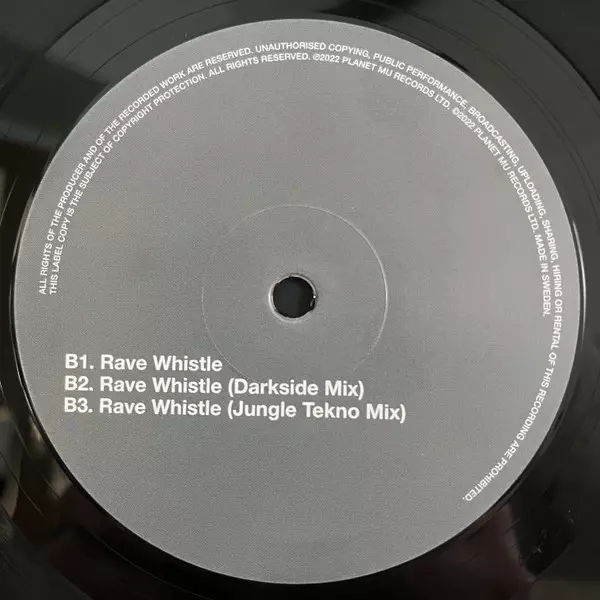 ALL RIGHTS OF THE PRODUCER AND OF THE RECORDED WORK ARE RESERVED. UNAUTHORISED COPYING, PUBLIC PERFORMANCE, BROADCASTING, UPLOADING, SHARING, HIRING OR RENTAL OF THIS RECORDING ARE PROHIBITED.
THIS LABEL COPY IS THE SUBJECT OF COPYRIGHT PROTECTION. ALL RIGHTS RESERVED. ℗2022 PLANET MU RECORDS LTD. ©2022 PLANET MU RECORDS LTD. MADE IN SWEDEN.
B1. Rave Whistle
B2. Rave Whistle (Darkside Mix)
B3. Rave Whistle (Jungle Tekno Mix)